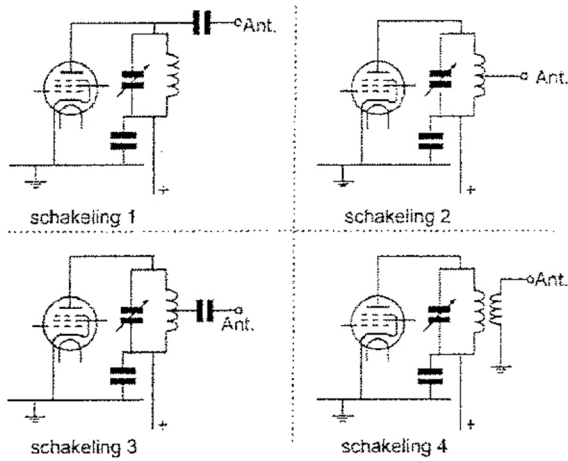 Ant.
+
schakeling 1
Ant.
+
schakeling 2
Ant.
+
schakeling 3
Ant.
+
schakeling 4